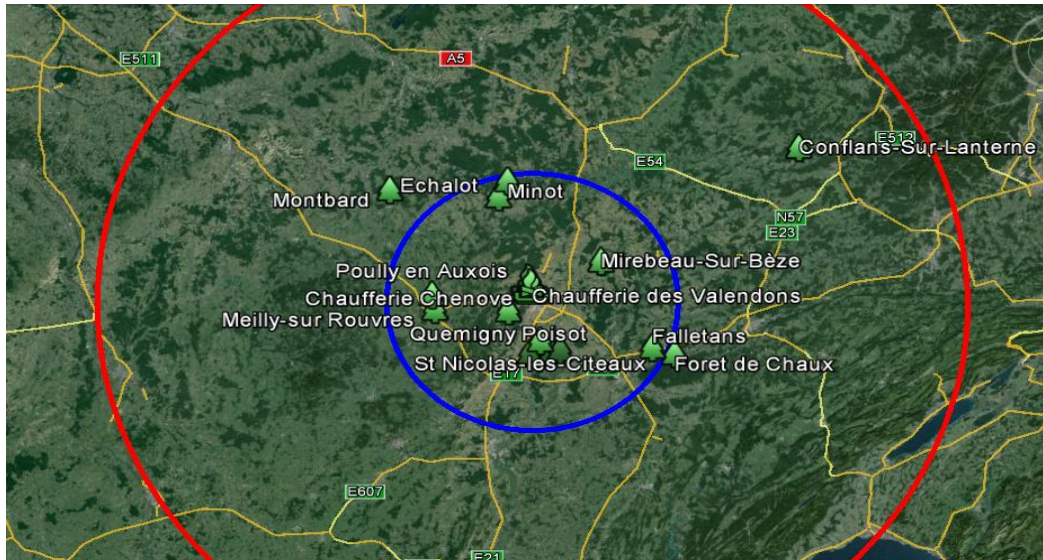 E511
A5
E512
Conflans-Sur-Lanterne
E54
Echalot
Minot
Montbard
N57
E23
Mirebeau-Sur-Bèze
Poully en Auxois
Chaufferie Chenove
Chaufferie des Valendons
Meilly-sur Rouvres
Quemigny Poisot
Falletans
St Nicolas-les-Citeaux
Foret de Chaux
E17
E607
E21